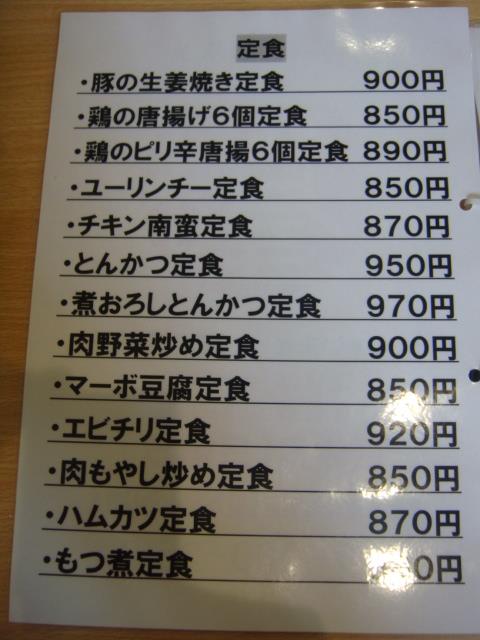 定食
・豚の生姜焼き定食 900円
・鶏の唐揚げ6個定食 850円
・鶏のピリ辛唐揚6個定食 890円
・ユーリンチー定食 850円
・チキン南蛮定食 870円
・とんかつ定食 950円
・煮おろしとんかつ定食 970円
・肉野菜炒め定食 900円
・マーボ豆腐定食 850円
・エビチリ定食 920円
・肉もやし炒め定食 850円
・ハムカツ定食 870円
・もつ煮定食